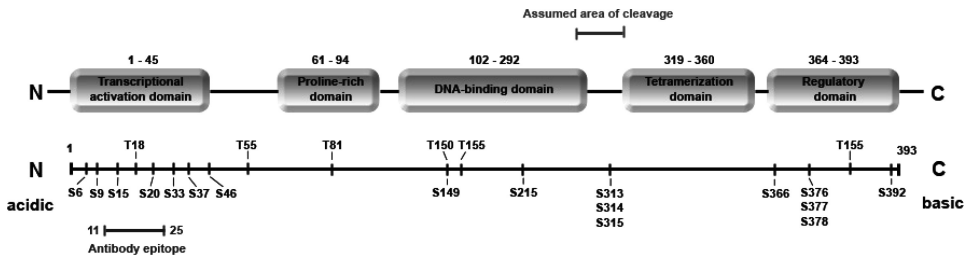 Assumed area of cleavage
1 - 45 61 - 94 102 - 292 319 - 360 364 - 393
N Transcriptional activation domain Proline-rich domain DNA-binding domain Tetramerization domain Regulatory domain C
1 T18 T55 T81 T150 T155 T155 393
N C
S6 S9 S15 S20 S33 S37 S46 S149 S215 S313 S366 S376 S392
acidic S314 S377 basic
S315 S378
11 25
Antibody epitope